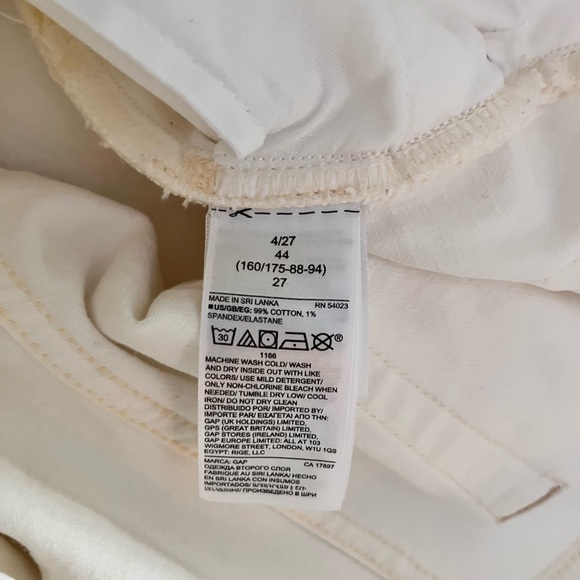 4/27
44
(160/175-88-94)
27
MADE IN SRI LANKA RN 54023
■US/GB/EG: 99% COTTON, 1%
SPANDEX/ELASTANE
30 ®
1166
MACHINE WASH COLD/ WASH
AND DRY INSIDE OUT WITH LIKE
COLORS/ USE MILD DETERGENT/
ONLY NON-CHLORINE BLEACH WHEN
NEEDED/ TUMBLE DRY LOW/ COOL
IRON/ DO NOT DRY CLEAN
DISTRIBUIDO POR/ IMPORTED BY/
IMPORTE PAR/ ΕΙΣΑΓΕΤΑΙ ΑΠΟ ΤΗΝ/
GAP (UK HOLDINGS) LIMITED,
GPS (GREAT BRITAIN) LIMITED,
GAP STORES (IRELAND) LIMITED,
GAP EUROPE LIMITED: ALL AT 103
WIGMORE STREET, LONDON, W1U 1QS
EGYPT: RIGE, LLC
MARCA: GAP CA 17897
ОДЕЖДА ВТОРОГО СЛОЯ
FABRIQUE AU SRI LANKA/ HECHO
EN SRI LANKA CON INSUMOS
IMPORTADOS/
ПРОИЗВЕДЕНО В ШРИ